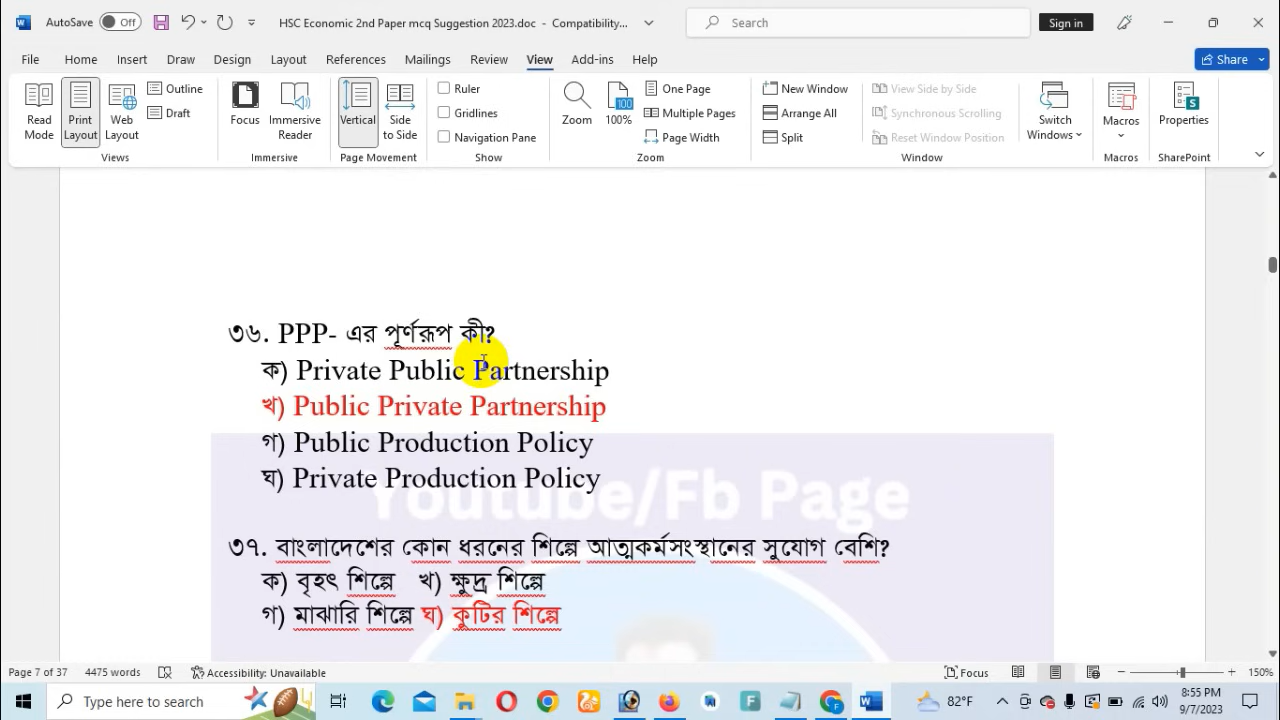 AutoSave Off HSC Economic 2nd Paper mcq Suggestion 2023.doc - Compatibility... Search Sign in
File Home Insert Draw Design Layout References Mailings Review View Add-ins Help Share
Read Mode
Print Layout
Web Layout
Outline
Draft
Views
Focus
Immersive Reader
Immersive
Vertical
Side to Side
Page Movement
Ruler
Gridlines
Navigation Pane
Show
Zoom
100
100%
One Page
Multiple Pages
Page Width
Zoom
New Window
Arrange All
Split
View Side by Side
Synchronous Scrolling
Reset Window Position
Switch Windows
Window
Macros
Macros
Properties
SharePoint
৩৬. PPP- এর পূর্ণরূপ কী?
ক) Private Public Partnership
খ) Public Private Partnership
গ) Public Production Policy
ঘ) Private Production Policy
Youtube/Fb Page
৩৭. বাংলাদেশের কোন ধরনের শিল্পে আত্মকর্মসংস্থানের সুযোগ বেশি?
ক) বৃহৎ শিল্পে খ) ক্ষুদ্র শিল্পে
গ) মাঝারি শিল্পে ঘ) কুটির শিল্পে
Page 7 of 37 4475 words Accessibility: Unavailable Focus 150%
Type here to search 82°F 8:55 PM
9/7/2023